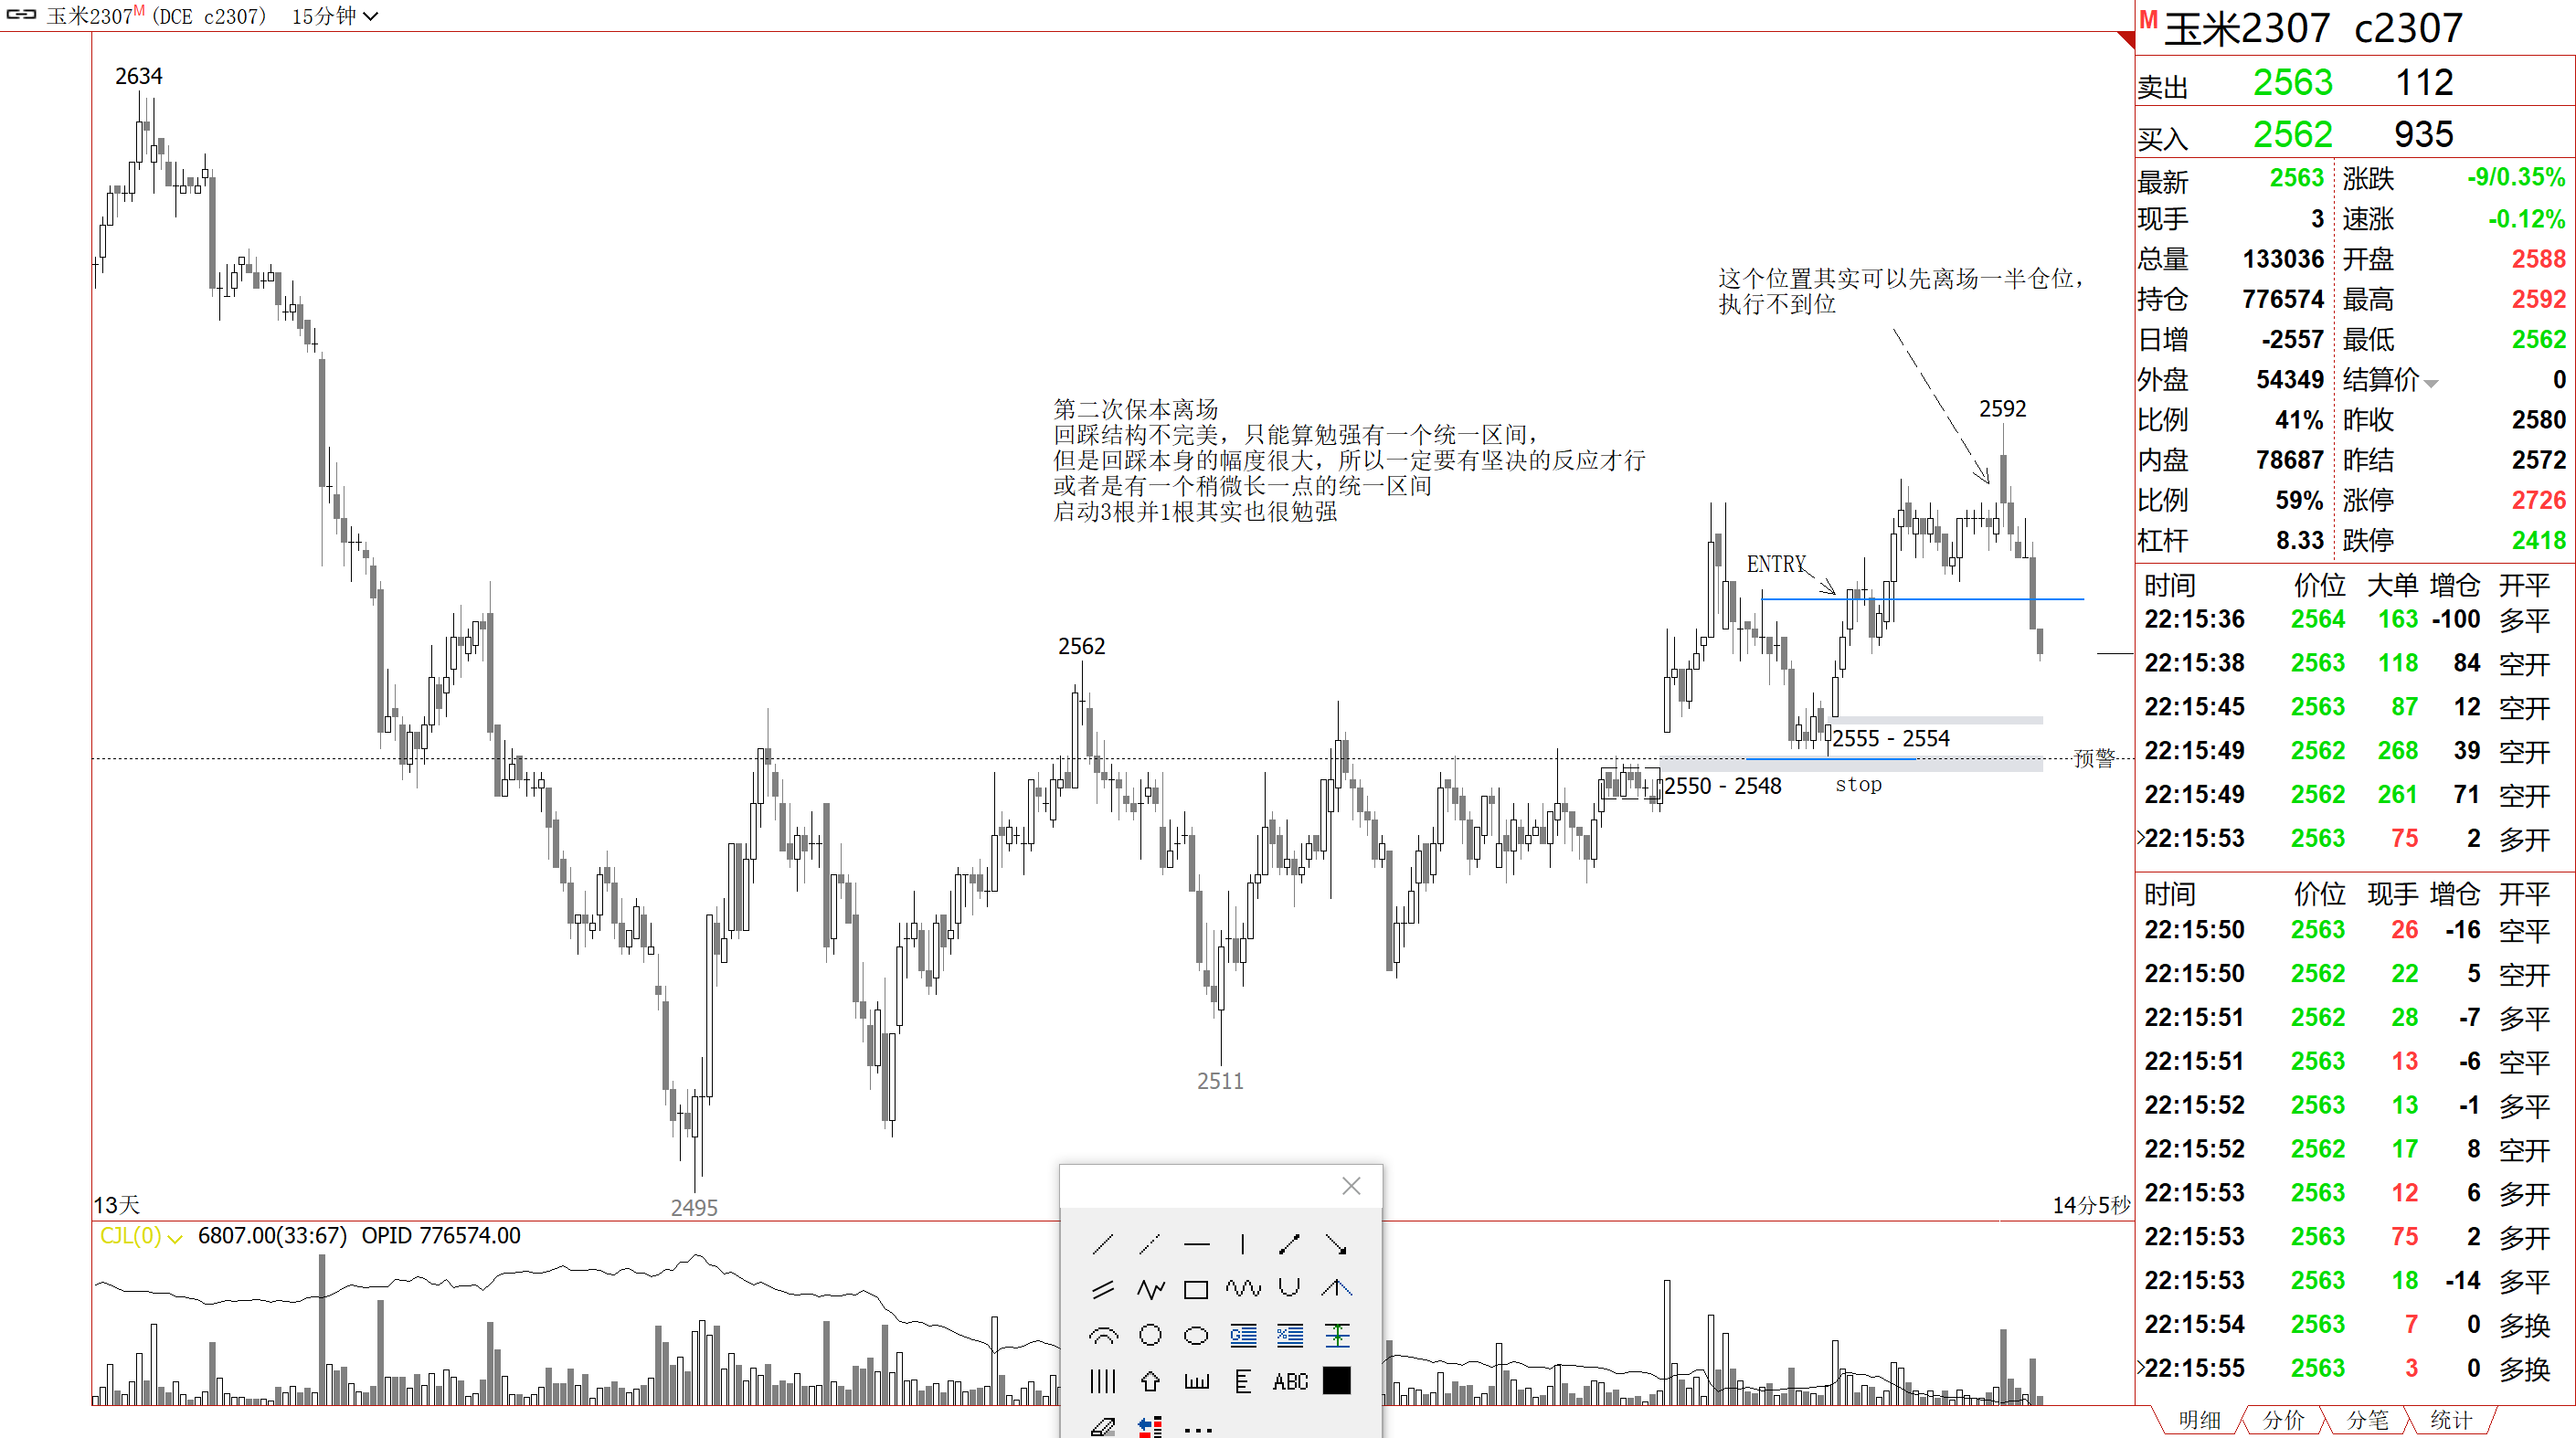 玉米2307M (DCE c2307) 15分钟
2634
这个位置其实可以先离场一半仓位，
执行不到位
2592
第二次保本离场
回踩结构不完美，只能算勉强有一个统一区间，
但是回踩本身的幅度很大，所以一定要有坚决的反应才行
或者是有一个稍微长一点的统一区间
启动3根并1根其实也很勉强
ENTRY
2562
2555 - 2554
预警
2550 - 2548
stop
2511
2495
13天
14分5秒
CJL(0) 6807.00(33:67) OPID 776574.00
ABC
M 玉米2307 c2307
卖出 2563 112
买入 2562 935
最新 2563 涨跌 -9/0.35%
现手 3 速涨 -0.12%
总量 133036 开盘 2588
持仓 776574 最高 2592
日增 -2557 最低 2562
外盘 54349 结算价 0
比例 41% 昨收 2580
内盘 78687 昨结 2572
比例 59% 涨停 2726
杠杆 8.33 跌停 2418
时间 价位 大单 增仓 开平
22:15:36 2564 163 -100 多平
22:15:38 2563 118 84 空开
22:15:45 2563 87 12 空开
22:15:49 2562 268 39 空开
22:15:49 2562 261 71 空开
22:15:53 2563 75 2 多开
时间 价位 现手 增仓 开平
22:15:50 2563 26 -16 空平
22:15:50 2562 22 5 空开
22:15:51 2562 28 -7 多平
22:15:51 2563 13 -6 空平
22:15:52 2563 13 -1 多平
22:15:52 2562 17 8 空开
22:15:53 2563 12 6 多开
22:15:53 2563 75 2 多开
22:15:53 2563 18 -14 多平
22:15:54 2563 7 0 多换
22:15:55 2563 3 0 多换
明细 分价 分笔 统计